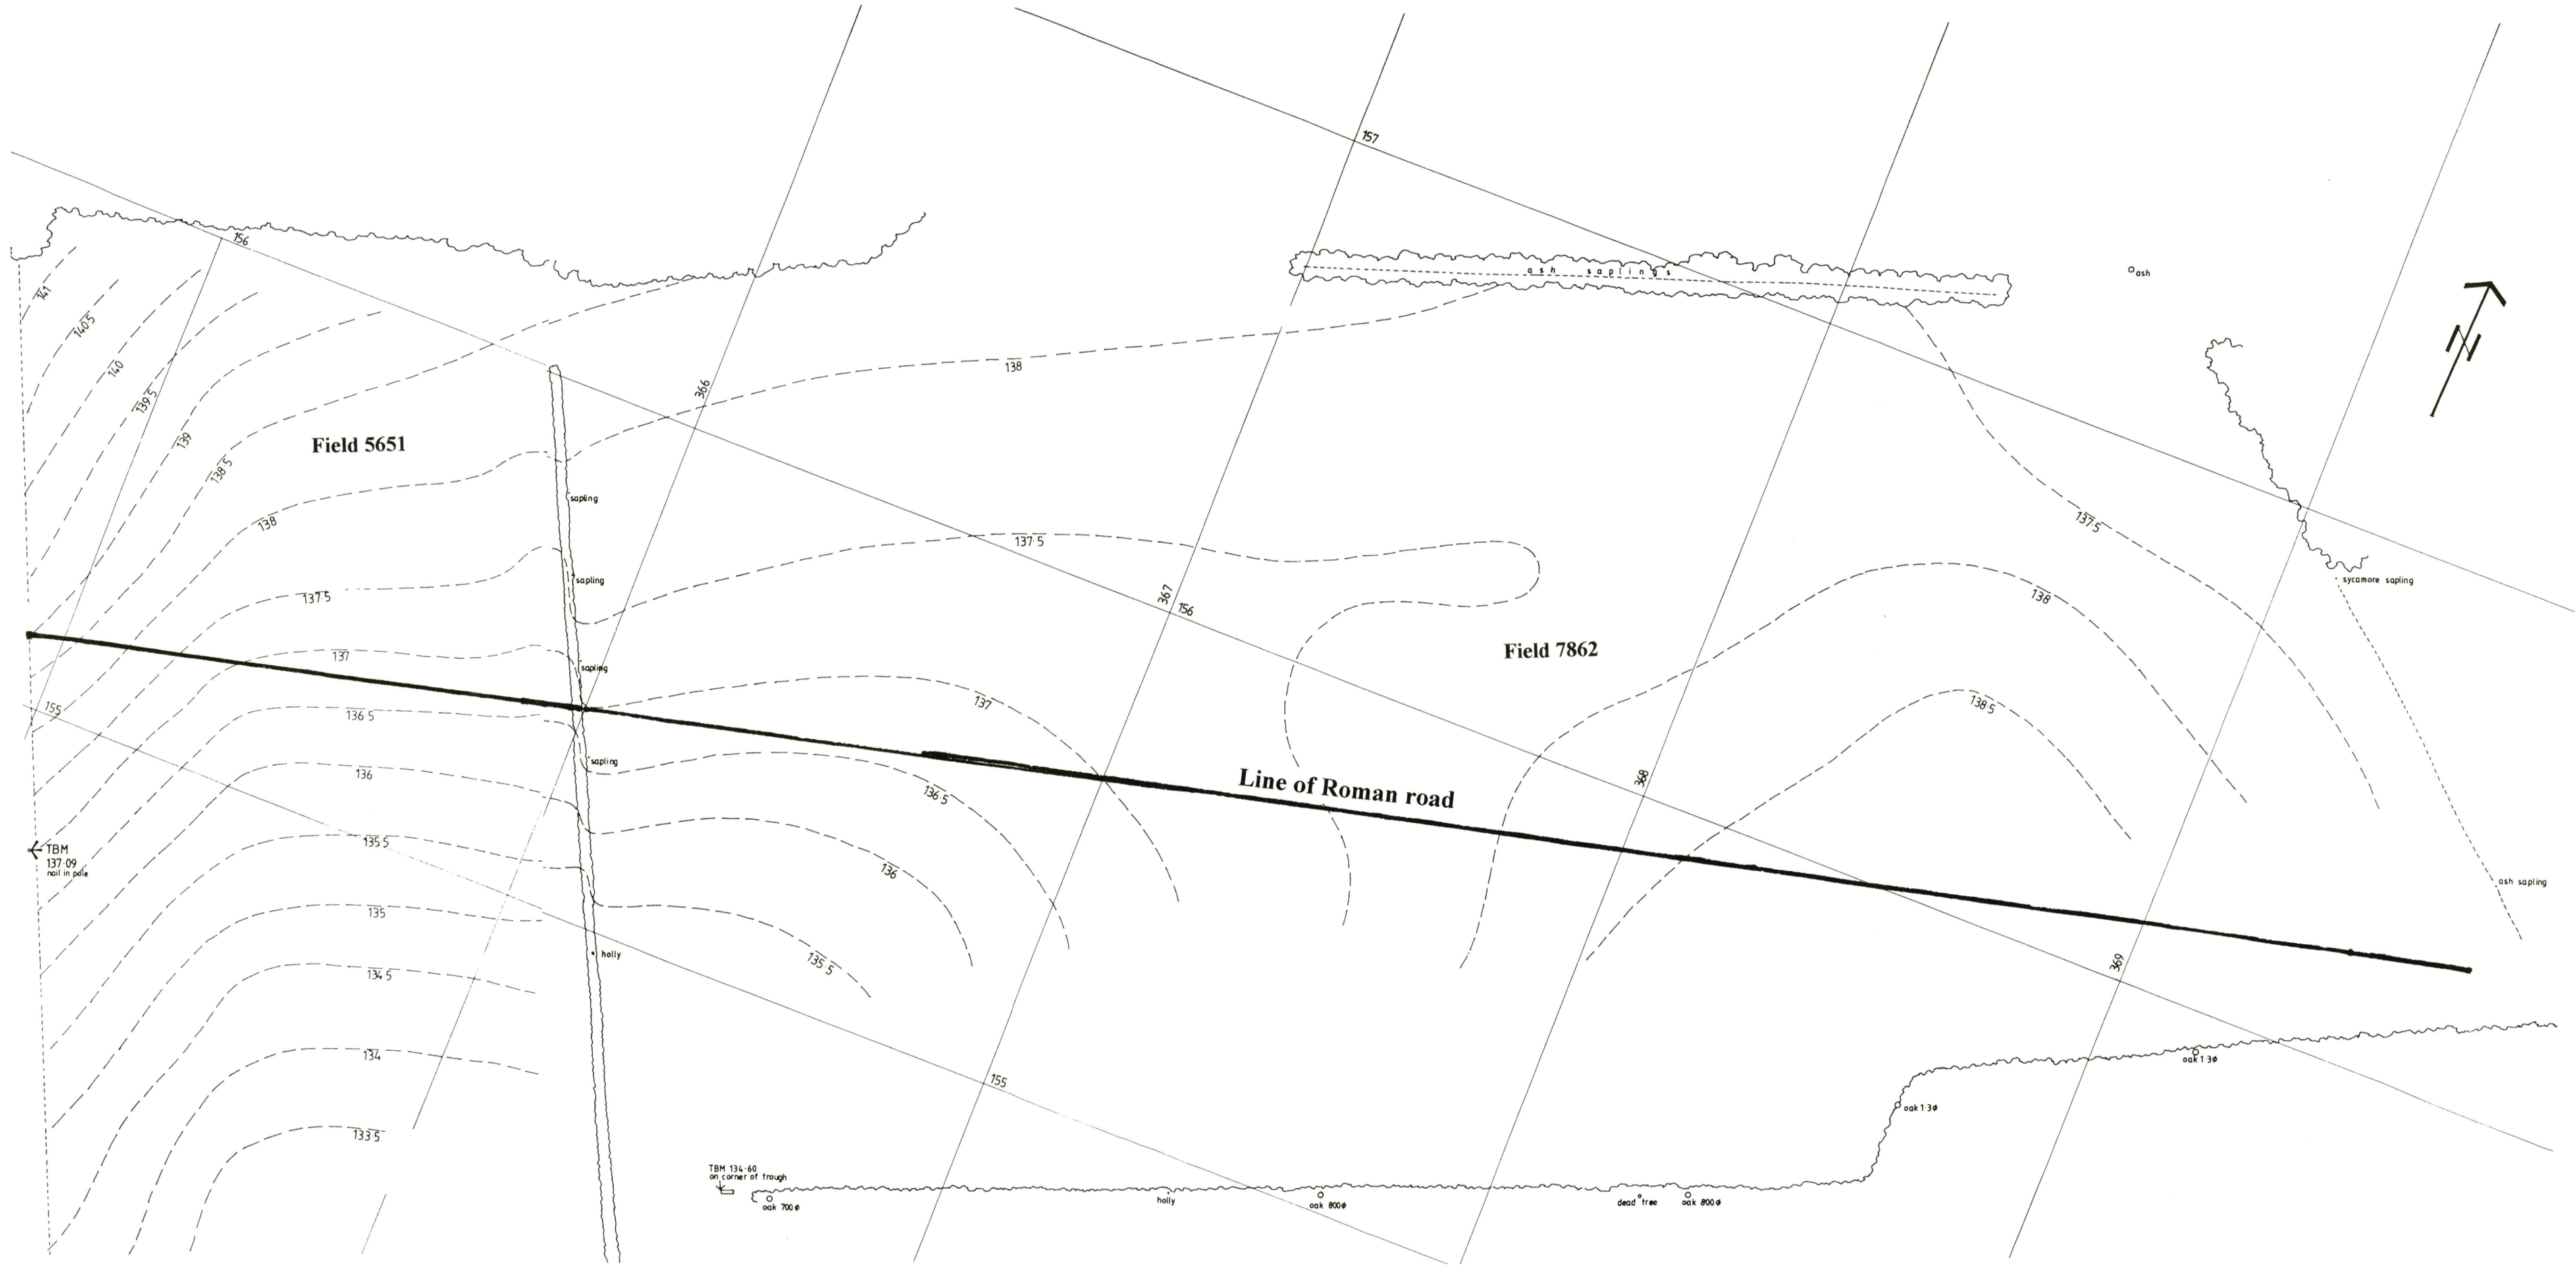 157
156
ash saplings
ash
N
141
140·5
140
139·5
139
138·5
138
137·5
137
136·5
136
135·5
135
134·5
134
133·5
Field 5651
366
138
sapling
sapling
sapling
sapling
holly
137·5
137
136·5
136
135·5
367
156
Field 7862
137·5
138
138·5
sycamore sapling
ash sapling
Line of Roman road
368
369
155
TBM
137·09
nail in pole
155
TBM 134·60
on corner of trough
oak 700ø
holly
oak 800ø
dead tree
oak 800ø
oak 1·3ø
oak 1·3ø